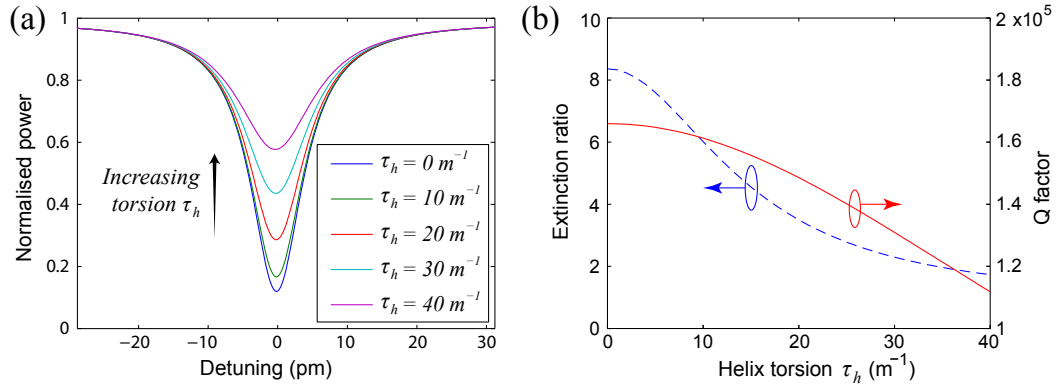 (a)
1
0.8
0.6
0.4
0.2
0
Normalised power
−20
−10
0
10
20
30
Detuning (pm)
Increasing
torsion τh
τh = 0 m⁻¹
τh = 10 m⁻¹
τh = 20 m⁻¹
τh = 30 m⁻¹
τh = 40 m⁻¹
(b)
10
8
6
4
2
0
Extinction ratio
0
10
20
30
40
Helix torsion τh (m⁻¹)
2 x10⁵
1.8
1.6
1.4
1.2
1
Q factor